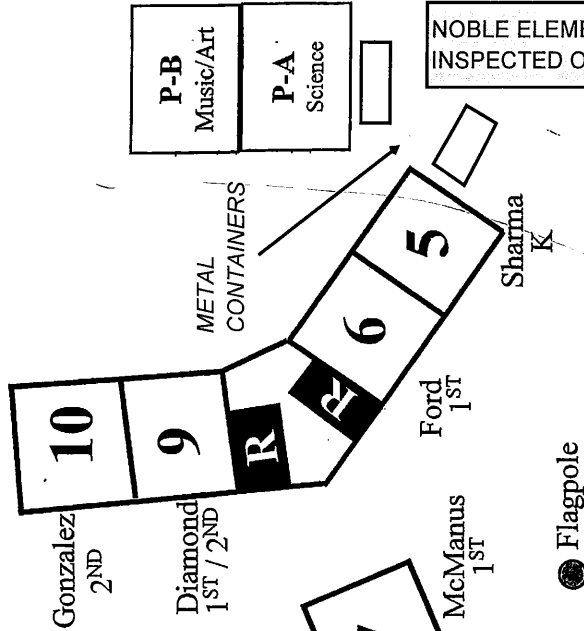 NOBLE ELEME
INSPECTED O
P-B
Music/Art
P-A
Science
METAL
CONTAINERS
5
Sharma
K
6
Ford
1ST
R
R
10
Gonzalez
2ND
9
Diamond
1ST / 2ND
McManus
1ST
Flagpole